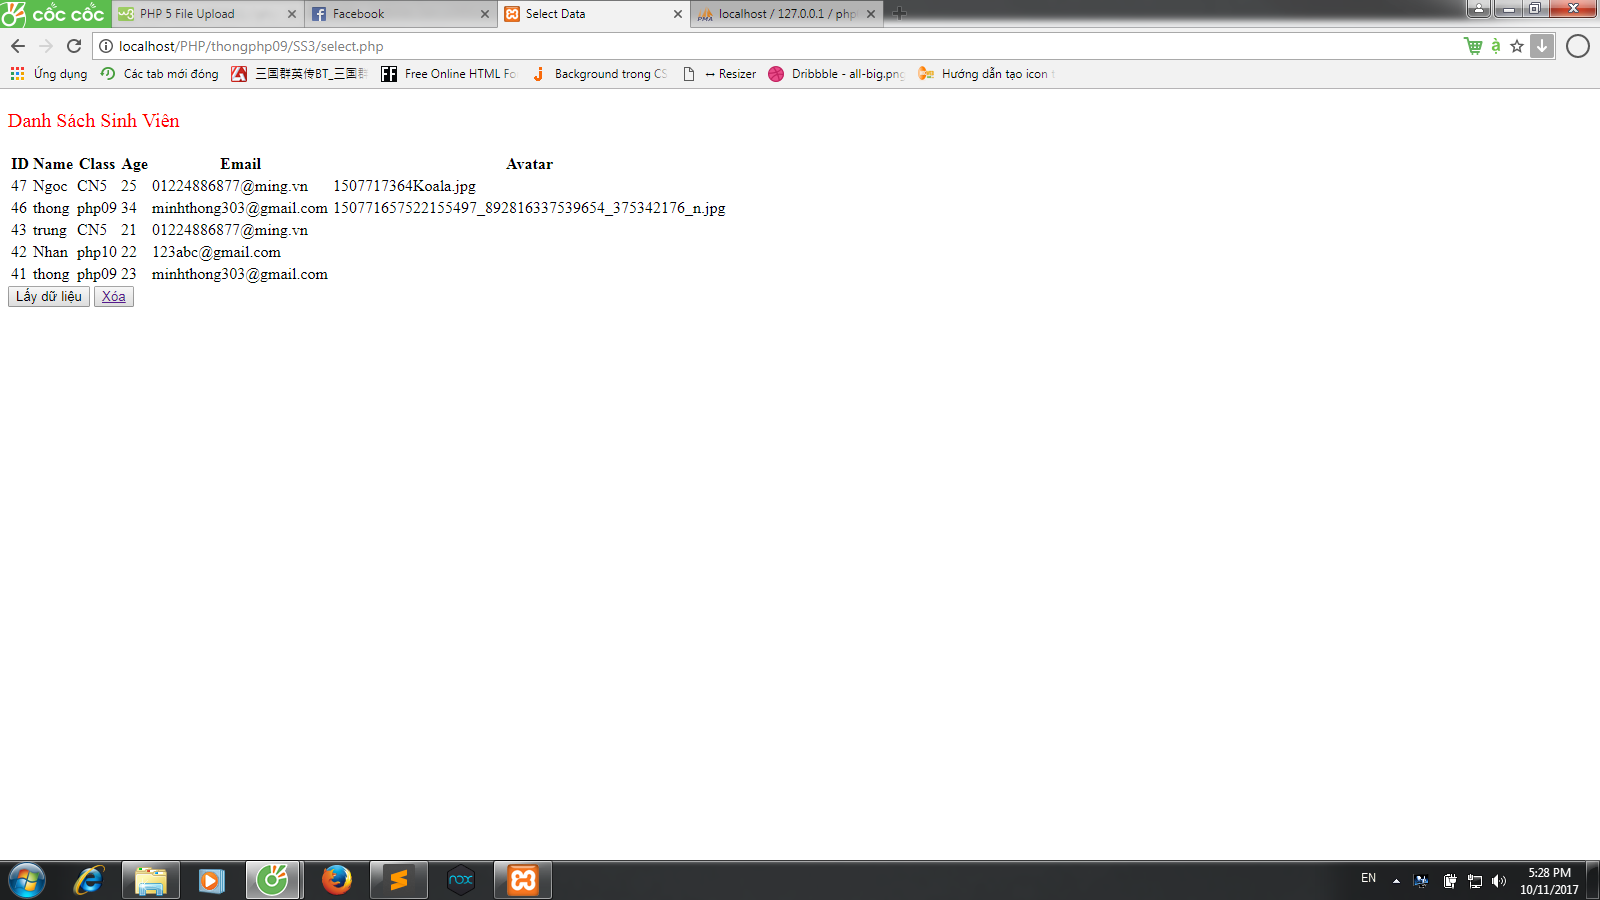 cốc cốc
PHP 5 File Upload
Facebook
Select Data
localhost / 127.0.0.1 / php
localhost/PHP/thongphp09/SS3/select.php
Ứng dụng
Các tab mới đóng
三国群英传BT_三国群
Free Online HTML Fo
Background trong CS
↔ Resizer
Dribbble - all-big.png
Hướng dẫn tạo icon t
Danh Sách Sinh Viên
ID Name Class Age Email Avatar
47 Ngoc CN5 25 01224886877@ming.vn 1507717364Koala.jpg
46 thong php09 34 minhthong303@gmail.com 150771657522155497_892816337539654_375342176_n.jpg
43 trung CN5 21 01224886877@ming.vn
42 Nhan php10 22 123abc@gmail.com
41 thong php09 23 minhthong303@gmail.com
Lấy dữ liệu Xóa
nox
EN
5:28 PM
10/11/2017